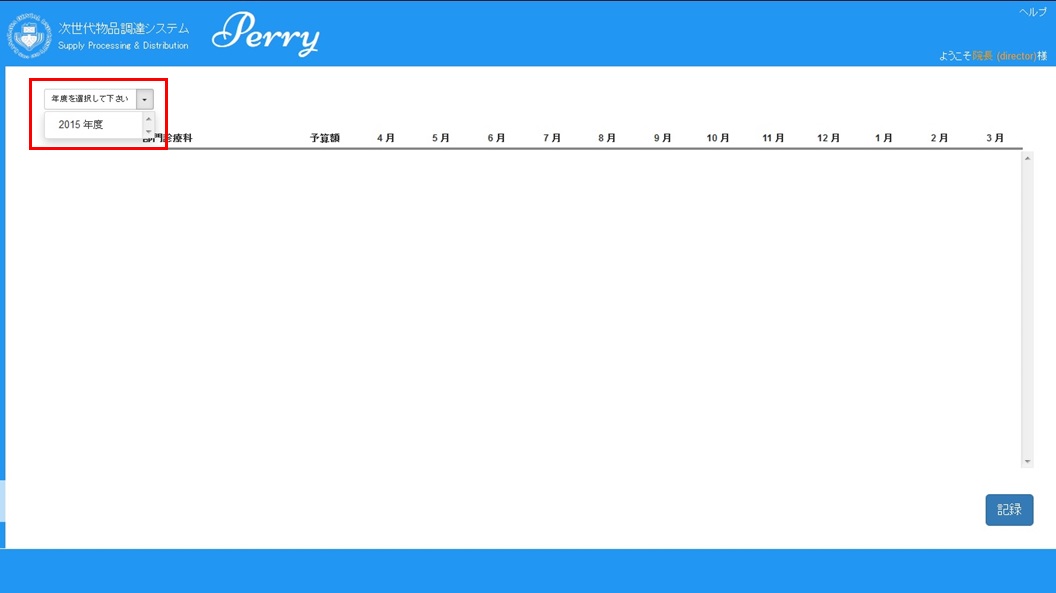 ヘルプ
次世代物品調達システム
Supply Processing & Distribution
Perry
ようこそ院長 (director)様
年度を選択して下さい
2015 年度
部門診療科 予算額 4 月 5 月 6 月 7 月 8 月 9 月 10 月 11 月 12 月 1 月 2 月 3 月
記録